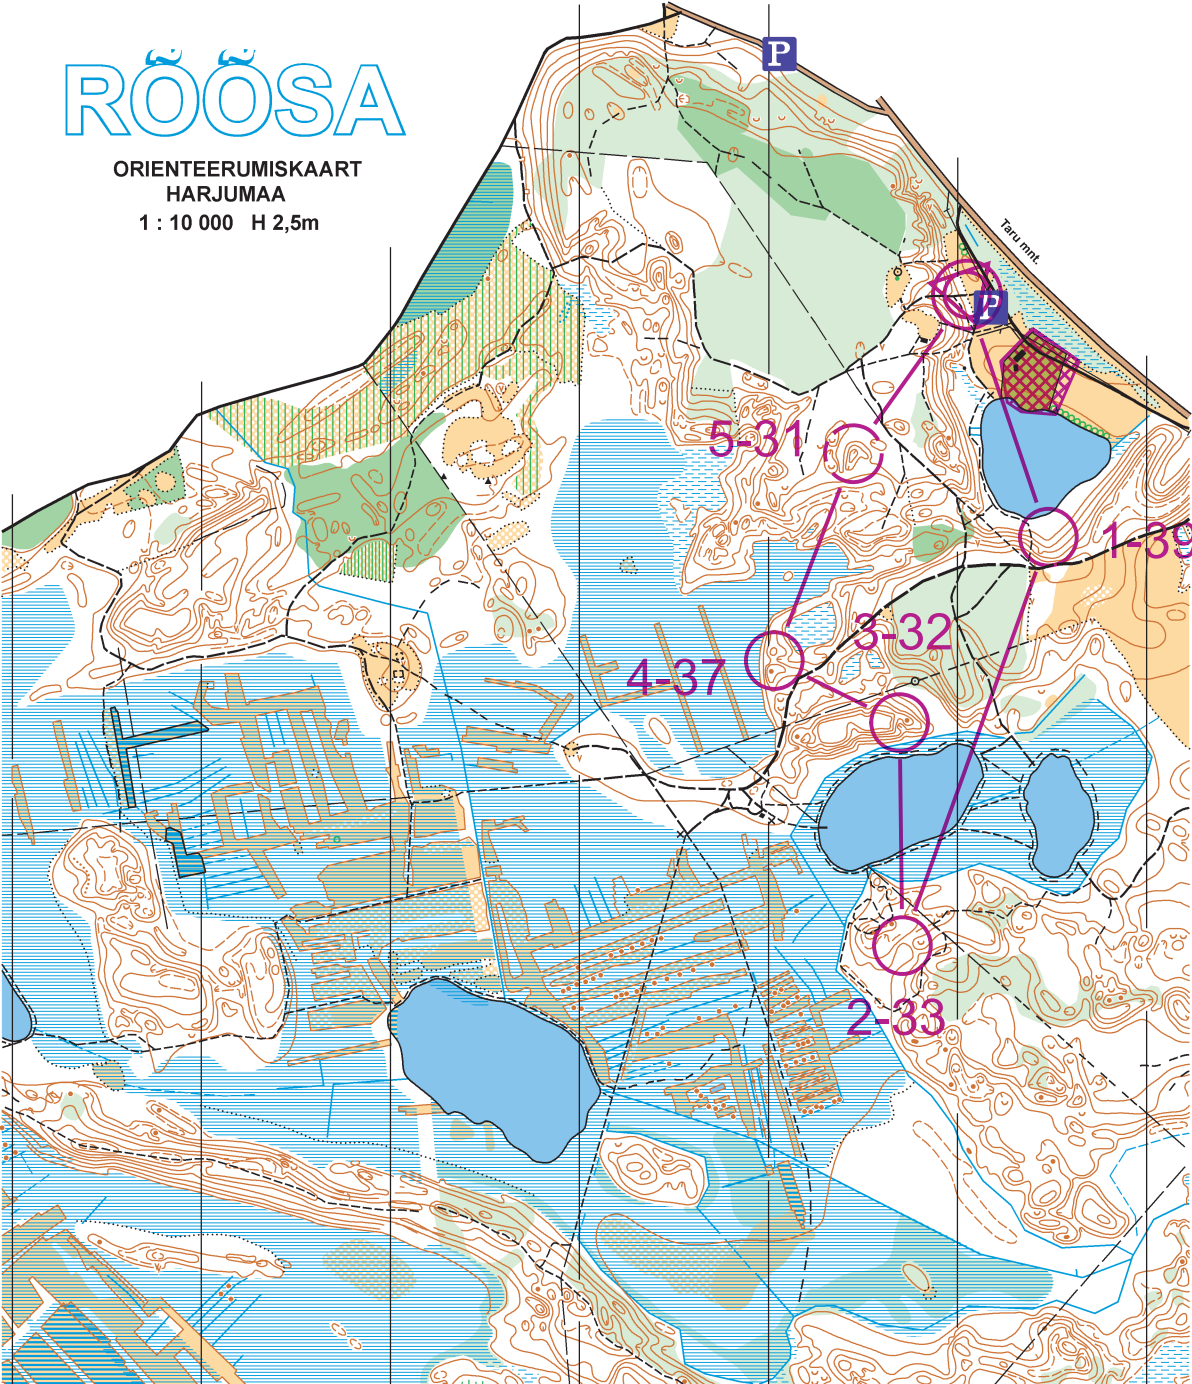 RÕÕSA
ORIENTEERUMISKAART
HARJUMAA
1 : 10 000 H 2,5m
P
Taru mnt.
P
5-31
1-39
3-32
4-37
2-33